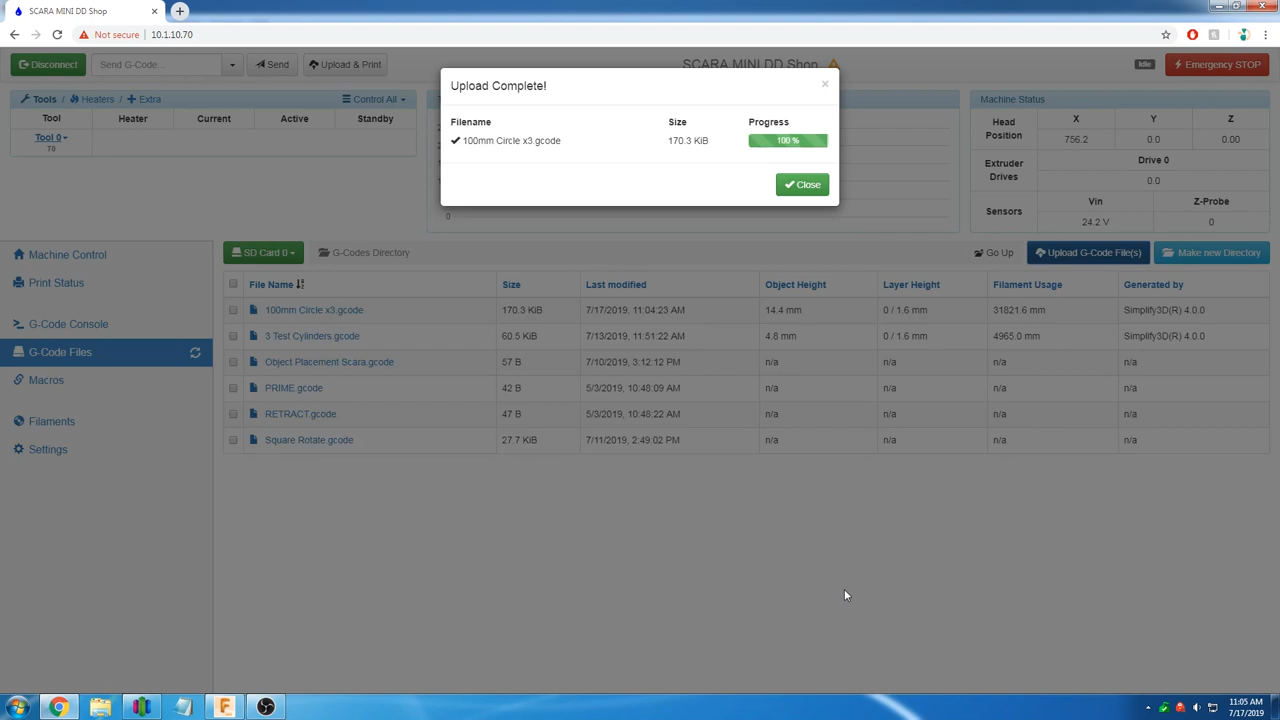 SCARA MINI DD Shop
Not secure 10.1.10.70
Disconnect Send G-Code... Send Upload & Print SCARA MINI DD Shop Idle Emergency STOP
Upload Complete!
Filename Size Progress
100mm Circle x3.gcode 170.3 KiB 100 %
Close
Tools / Heaters / Extra Control All
Tool Heater Current Active Standby
Tool 0
T0
0
Machine Status
Head Position X Y Z
756.2 0.0 0.00
Extruder Drives Drive 0
0.0
Sensors Vin Z-Probe
24.2 V 0
Machine Control
Print Status
G-Code Console
G-Code Files
Macros
Filaments
Settings
SD Card 0 G-Codes Directory Go Up Upload G-Code File(s) Make new Directory
File Name Size Last modified Object Height Layer Height Filament Usage Generated by
100mm Circle x3.gcode 170.3 KiB 7/17/2019, 11:04:23 AM 14.4 mm 0 / 1.6 mm 31821.6 mm Simplify3D(R) 4.0.0
3 Test Cylinders.gcode 60.5 KiB 7/13/2019, 11:51:22 AM 4.8 mm 0 / 1.6 mm 4965.0 mm Simplify3D(R) 4.0.0
Object Placement Scara.gcode 57 B 7/10/2019, 3:12:12 PM n/a n/a n/a n/a
PRIME.gcode 42 B 5/3/2019, 10:48:09 AM n/a n/a n/a n/a
RETRACT.gcode 47 B 5/3/2019, 10:48:22 AM n/a n/a n/a n/a
Square Rotate.gcode 27.7 KiB 7/11/2019, 2:49:02 PM n/a n/a n/a n/a
11:05 AM
7/17/2019